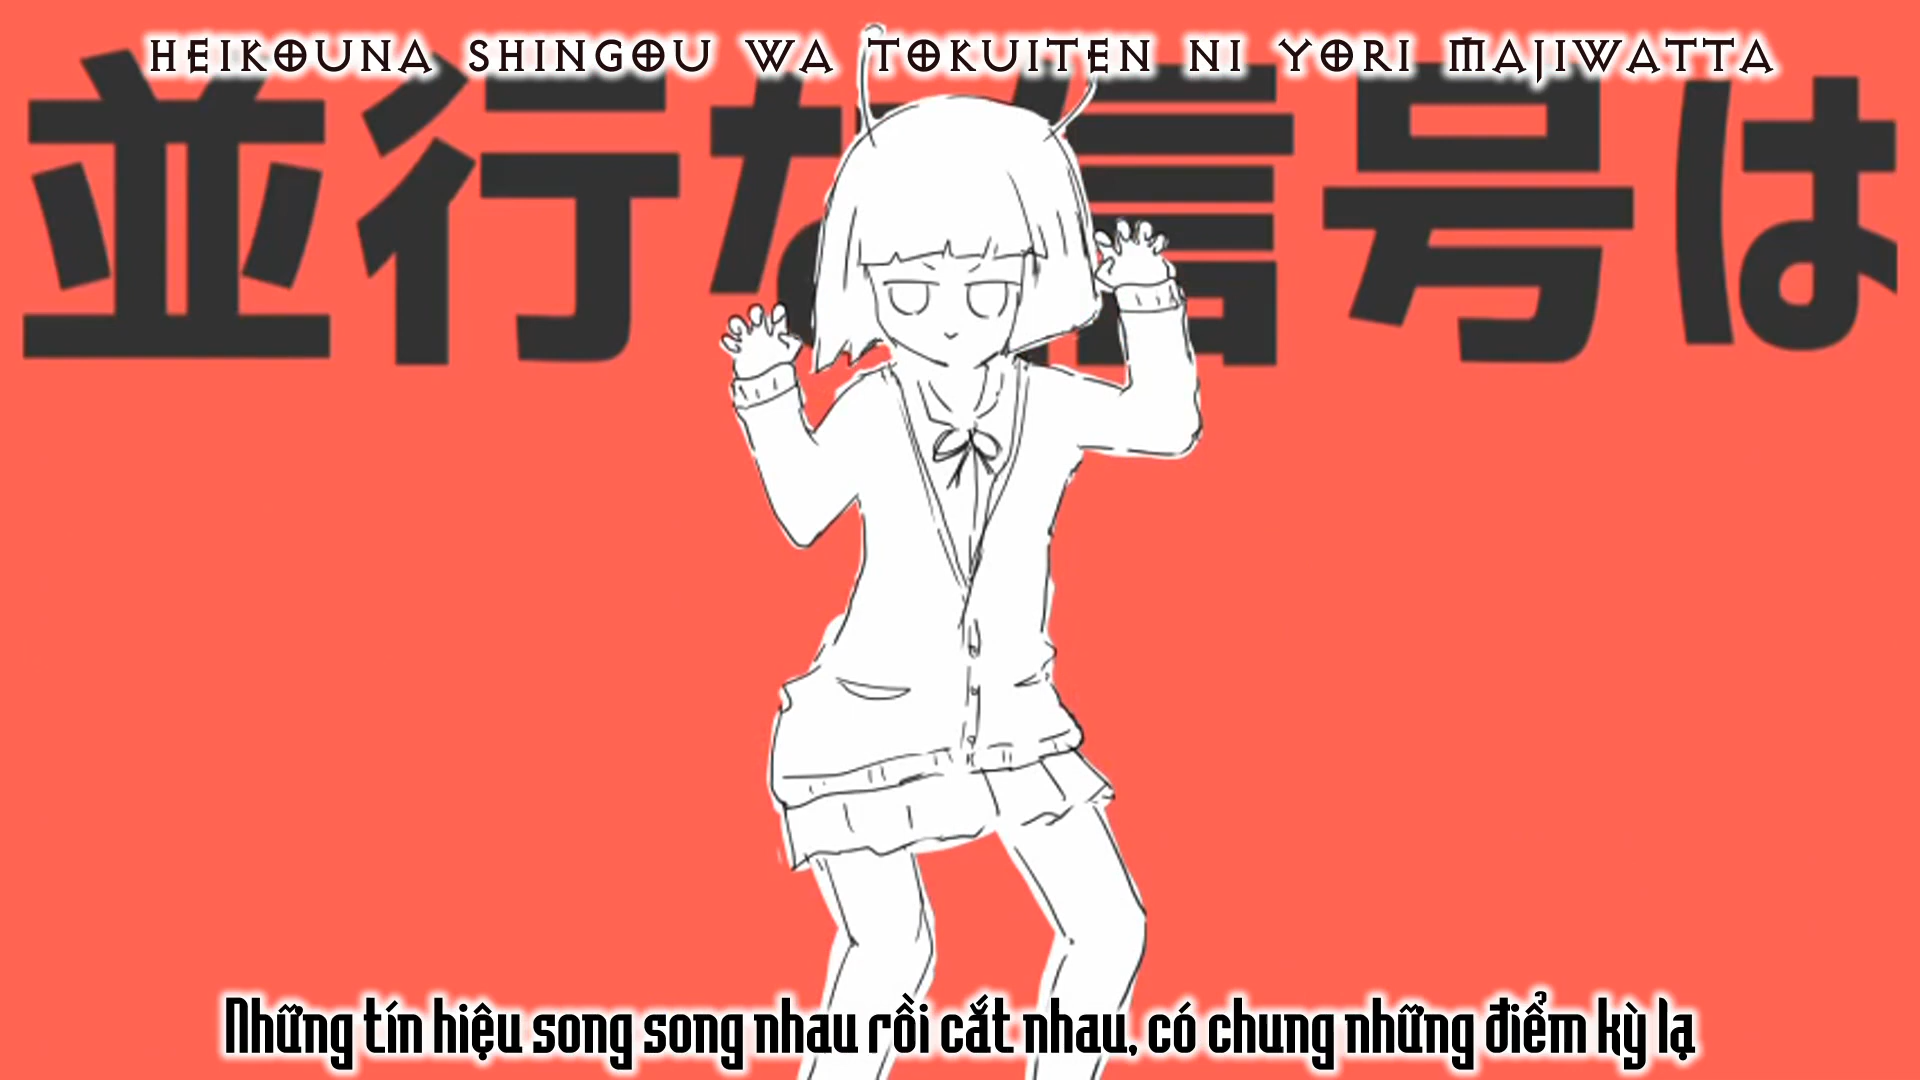 HEIKOUNA SHINGOU WA TOKUITEN NI YORI MAJIWATTA
並行な信号は
Những tín hiệu song song nhau rồi cắt nhau, có chung những điểm kỳ lạ